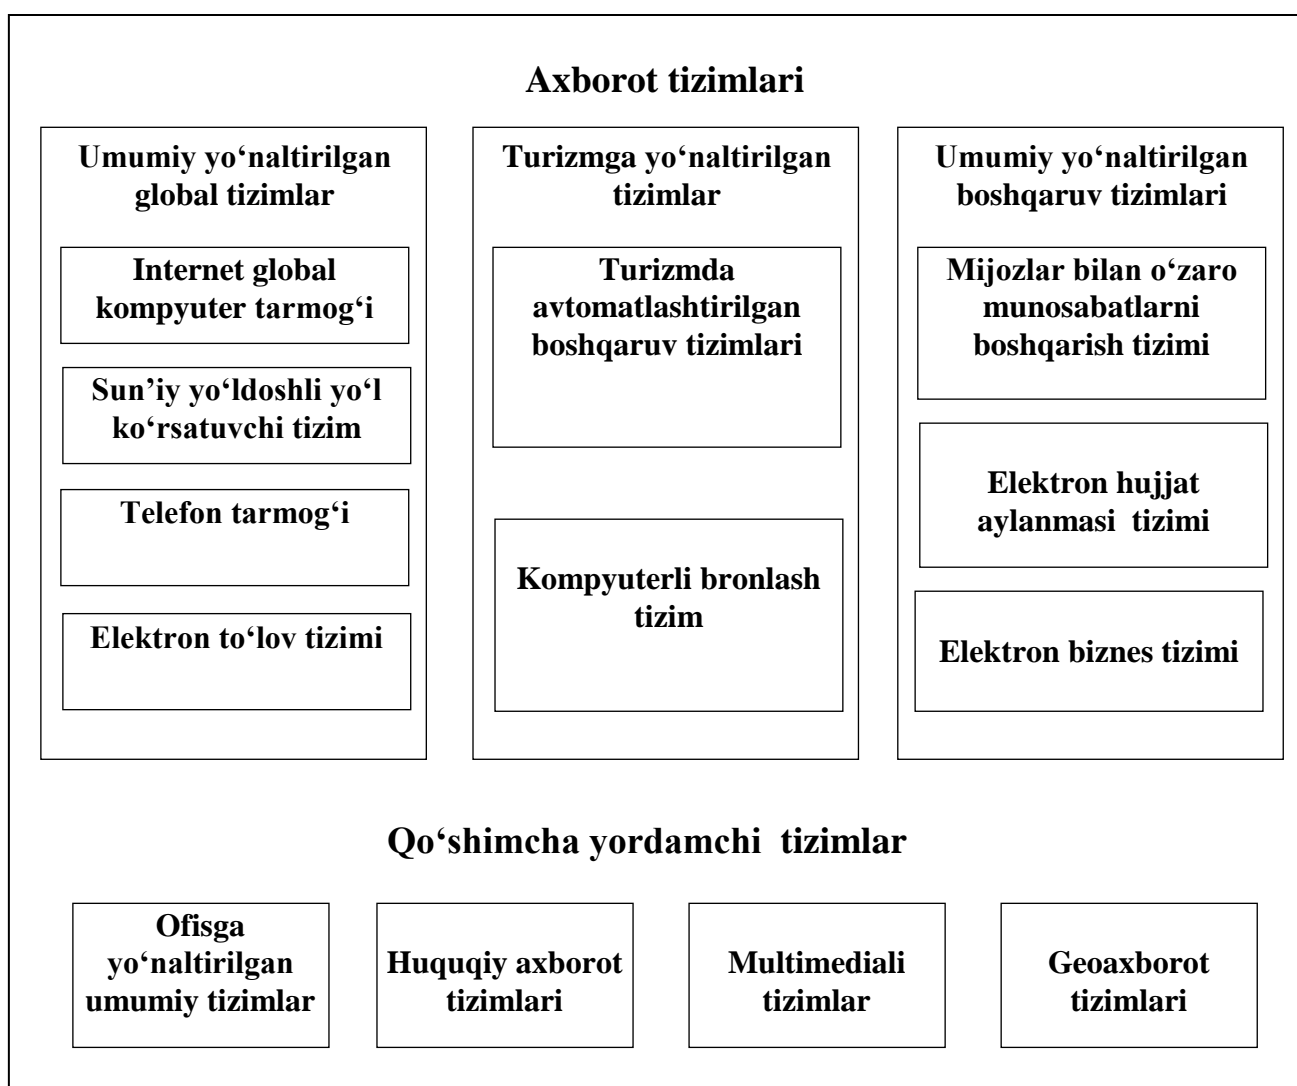 Axborot tizimlari
Umumiy yo‘naltirilgan
global tizimlar
Internet global
kompyuter tarmog‘i
Sun’iy yo‘ldoshli yo‘l
ko‘rsatuvchi tizim
Telefon tarmog‘i
Elektron to‘lov tizimi
Turizmga yo‘naltirilgan
tizimlar
Turizmda
avtomatlashtirilgan
boshqaruv tizimlari
Kompyuterli bronlash
tizim
Umumiy yo‘naltirilgan
boshqaruv tizimlari
Mijozlar bilan o‘zaro
munosabatlarni
boshqarish tizimi
Elektron hujjat
aylanmasi  tizimi
Elektron biznes tizimi
Qo‘shimcha yordamchi  tizimlar
Ofisga
yo‘naltirilgan
umumiy tizimlar
Huquqiy axborot
tizimlari
Multimediali
tizimlar
Geoaxborot
tizimlari